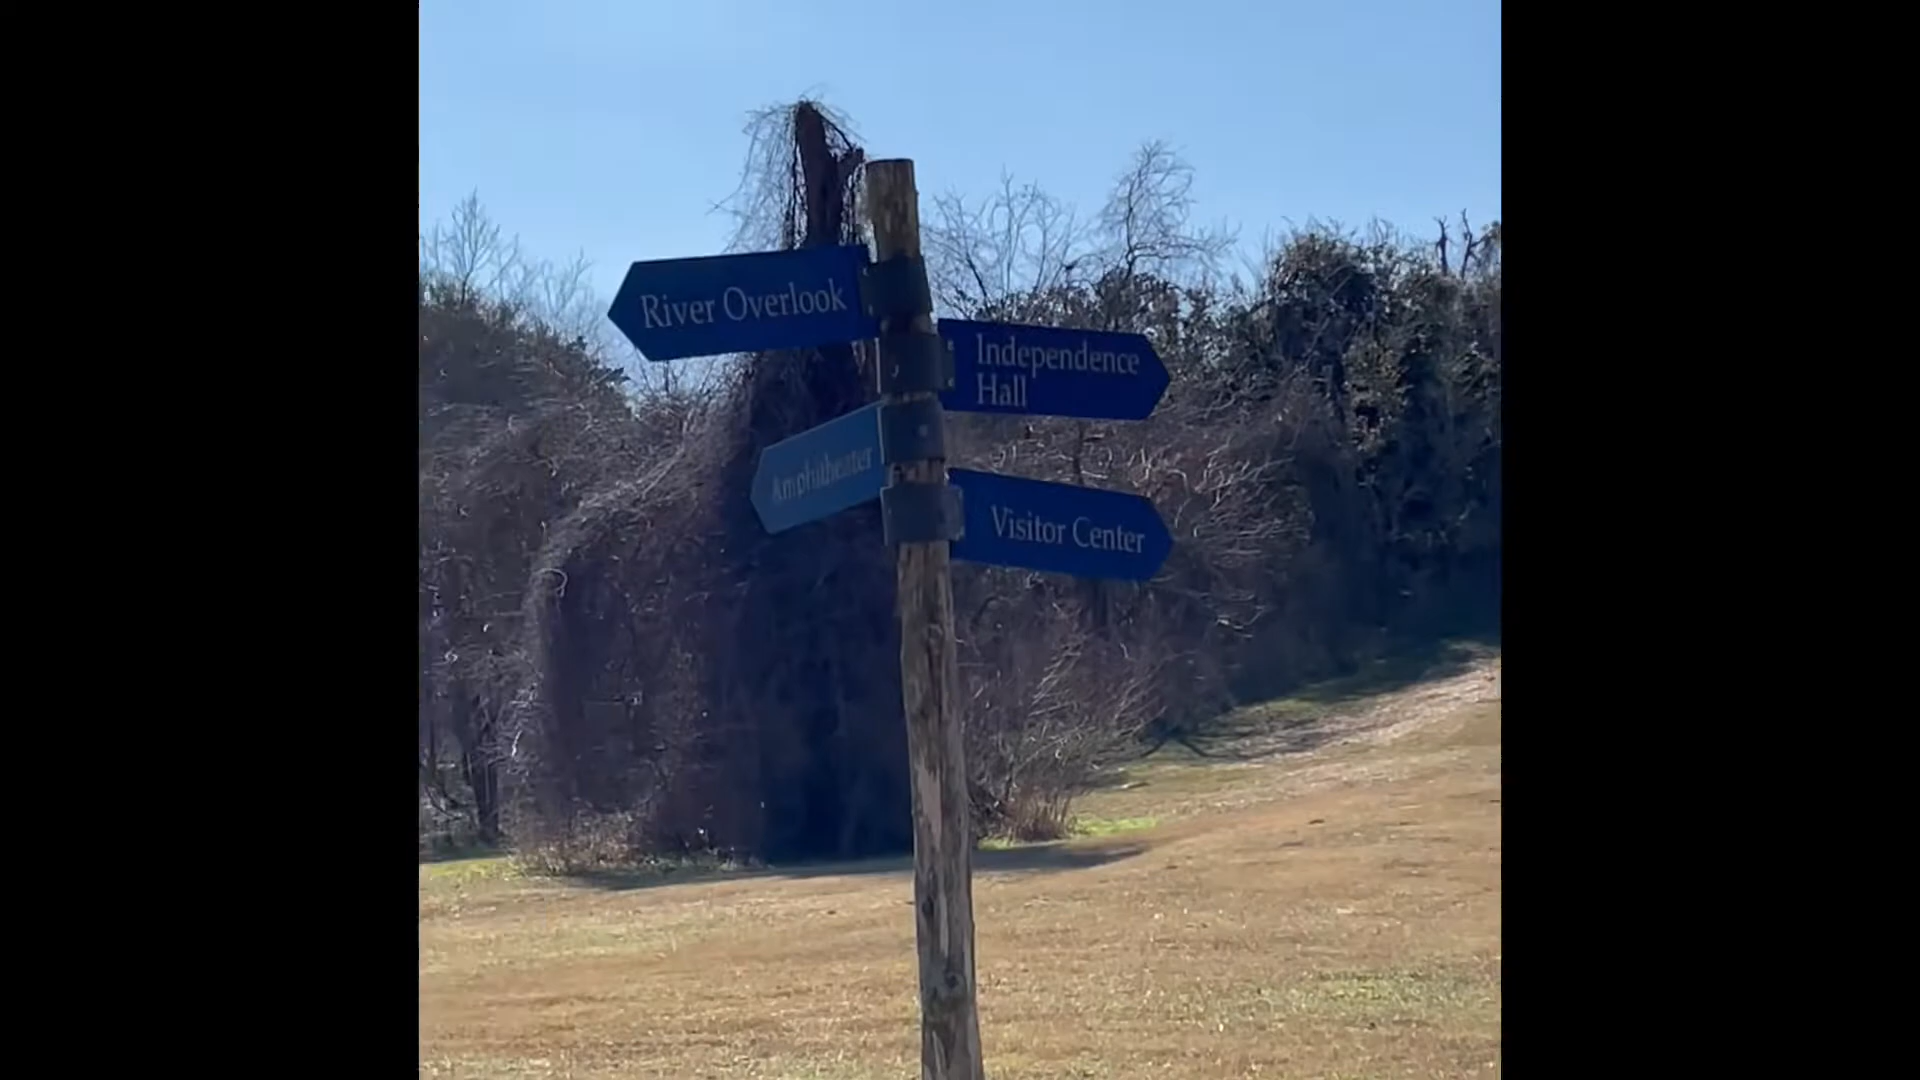 River Overlook
Independence
Hall
Amphitheater
Visitor Center